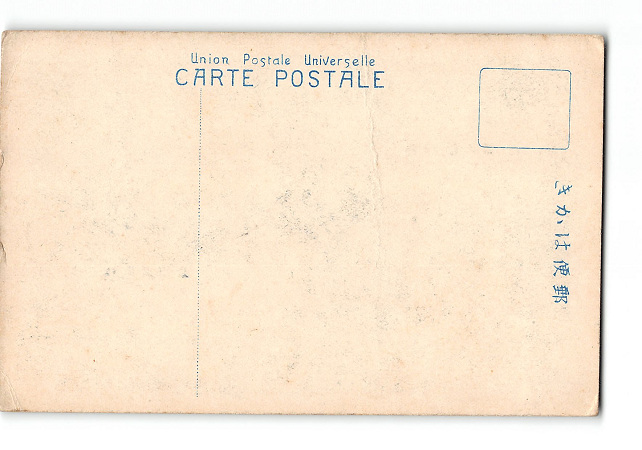 Union Postale Universelle
CARTE POSTALE
きかは便郵